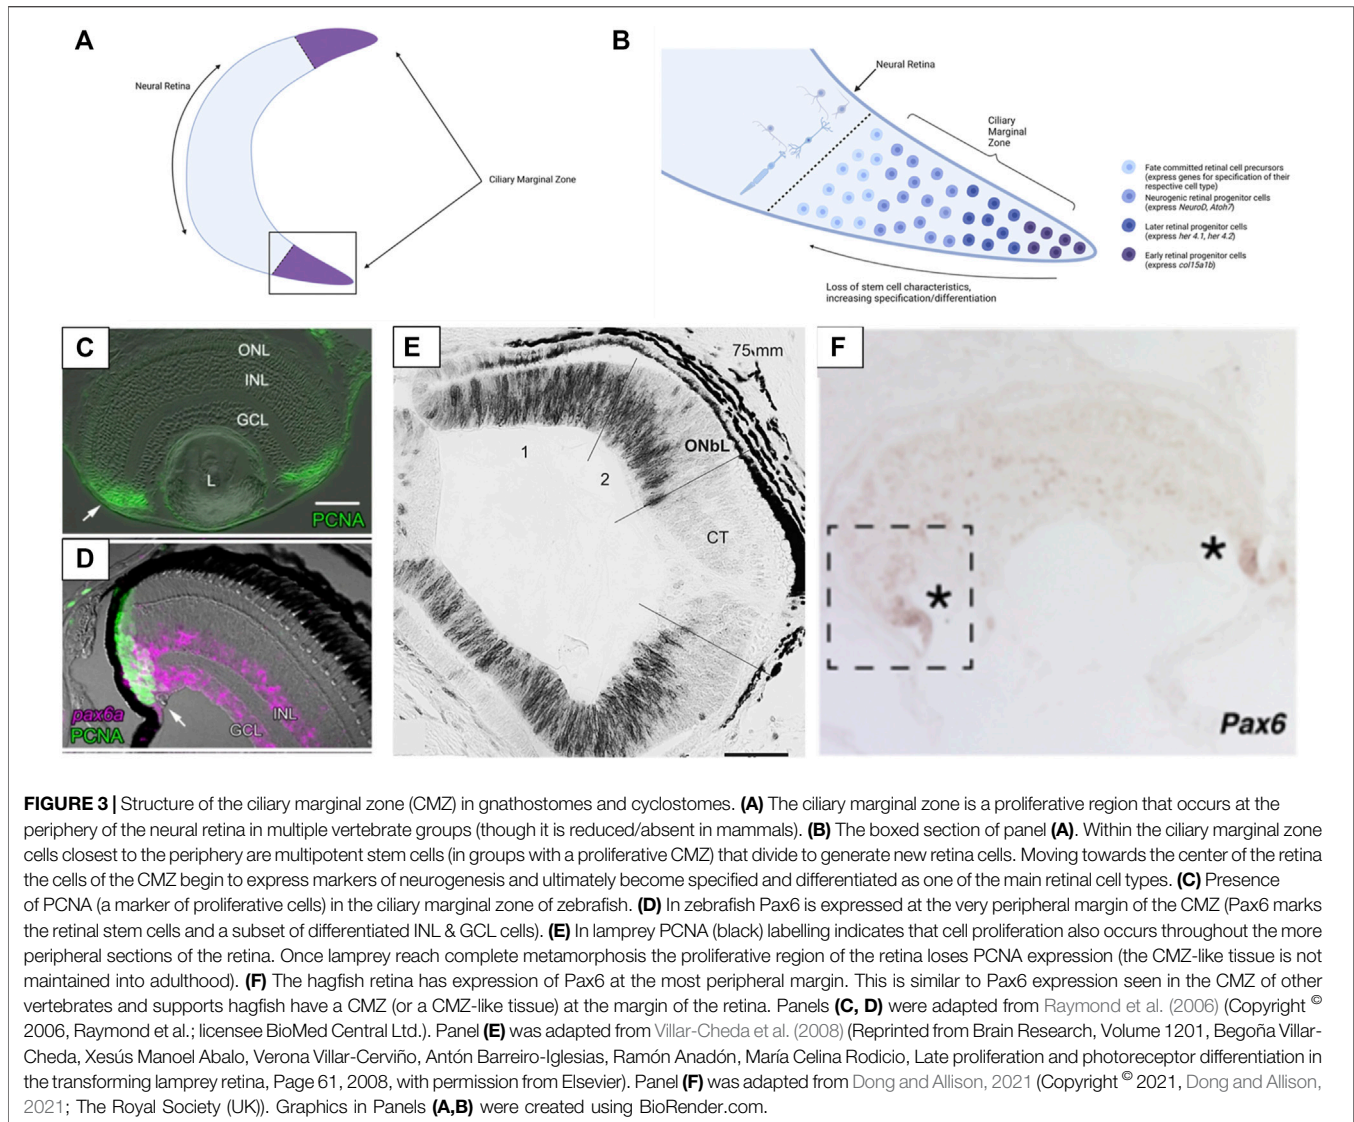 A
Neural Retina
Ciliary Marginal Zone
B
Neural Retina
Ciliary
Marginal
Zone
Fate committed retinal cell precursors
(express genes for specification of their
respective cell type)
Neurogenic retinal progenitor cells
(express NeuroD, Atoh7)
Later retinal progenitor cells
(express her 4.1, her 4.2)
Early retinal progenitor cells
(express col15a1b)
Loss of stem cell characteristics,
increasing specification/differentiation
C
ONL
INL
GCL
L
PCNA
D
pax6a
PCNA
GCL
INL
E
75 mm
1
2
ONbL
CT
F
*
*
Pax6
FIGURE 3 | Structure of the ciliary marginal zone (CMZ) in gnathostomes and cyclostomes. (A) The ciliary marginal zone is a proliferative region that occurs at the
periphery of the neural retina in multiple vertebrate groups (though it is reduced/absent in mammals). (B) The boxed section of panel (A). Within the ciliary marginal zone
cells closest to the periphery are multipotent stem cells (in groups with a proliferative CMZ) that divide to generate new retina cells. Moving towards the center of the retina
the cells of the CMZ begin to express markers of neurogenesis and ultimately become specified and differentiated as one of the main retinal cell types. (C) Presence
of PCNA (a marker of proliferative cells) in the ciliary marginal zone of zebrafish. (D) In zebrafish Pax6 is expressed at the very peripheral margin of the CMZ (Pax6 marks
the retinal stem cells and a subset of differentiated INL & GCL cells). (E) In lamprey PCNA (black) labelling indicates that cell proliferation also occurs throughout the more
peripheral sections of the retina. Once lamprey reach complete metamorphosis the proliferative region of the retina loses PCNA expression (the CMZ-like tissue is not
maintained into adulthood). (F) The hagfish retina has expression of Pax6 at the most peripheral margin. This is similar to Pax6 expression seen in the CMZ of other
vertebrates and supports hagfish have a CMZ (or a CMZ-like tissue) at the margin of the retina. Panels (C, D) were adapted from Raymond et al. (2006) (Copyright ©
2006, Raymond et al.; licensee BioMed Central Ltd.). Panel (E) was adapted from Villar-Cheda et al. (2008) (Reprinted from Brain Research, Volume 1201, Begoña Villar-
Cheda, Xesús Manoel Abalo, Verona Villar-Cerviño, Antón Barreiro-Iglesias, Ramón Anadón, María Celina Rodicio, Late proliferation and photoreceptor differentiation in
the transforming lamprey retina, Page 61, 2008, with permission from Elsevier). Panel (F) was adapted from Dong and Allison, 2021 (Copyright © 2021, Dong and Allison,
2021; The Royal Society (UK)). Graphics in Panels (A,B) were created using BioRender.com.